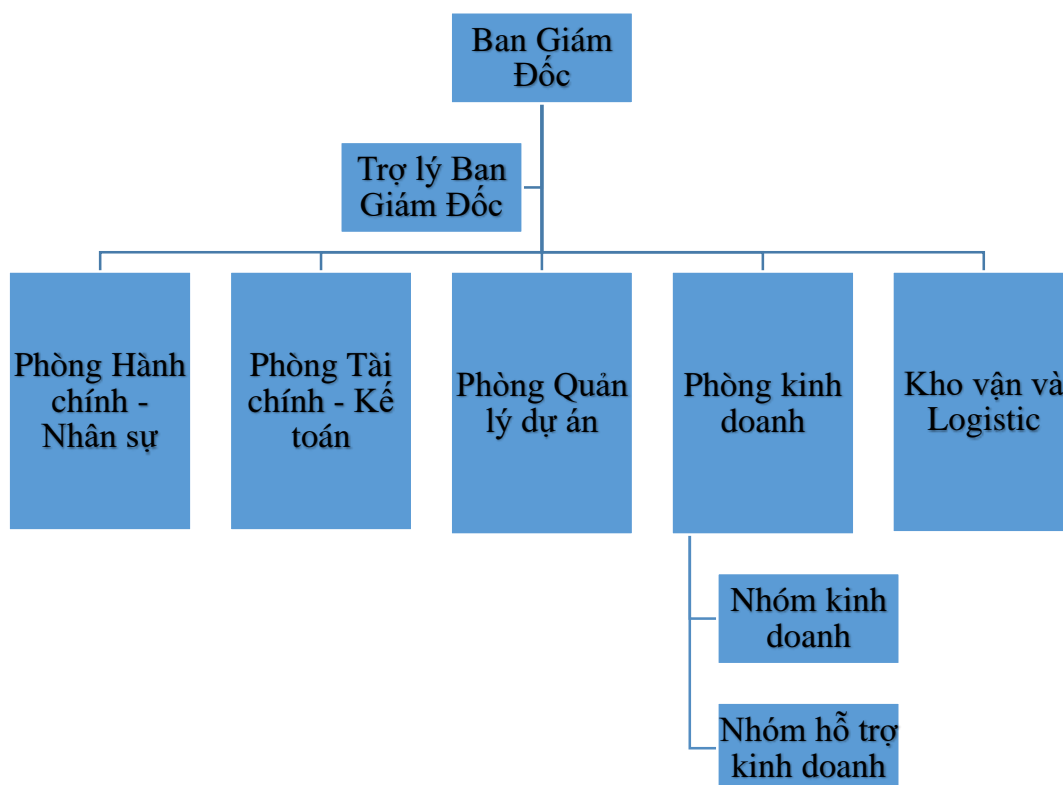 Ban Giám
Đốc
Trợ lý Ban
Giám Đốc
Phòng Hành
chính -
Nhân sự
Phòng Tài
chính - Kế
toán
Phòng Quản
lý dự án
Phòng kinh
doanh
Kho vận và
Logistic
Nhóm kinh
doanh
Nhóm hỗ trợ
kinh doanh